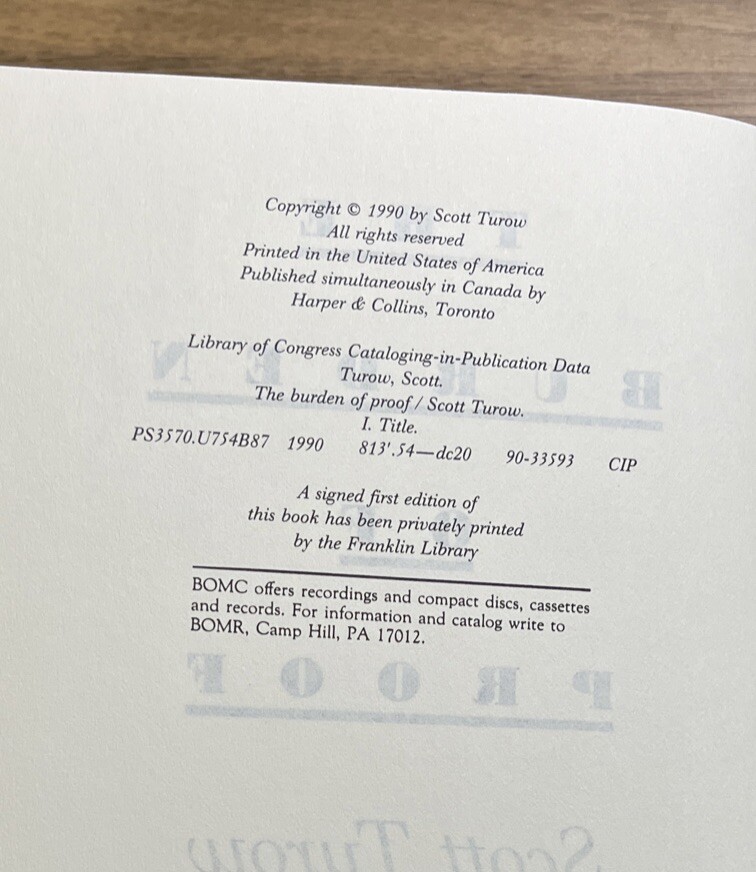 Copyright © 1990 by Scott Turow
All rights reserved
Printed in the United States of America
Published simultaneously in Canada by
Harper & Collins, Toronto
Library of Congress Cataloging-in-Publication Data
Turow, Scott.
The burden of proof / Scott Turow.
I. Title.
PS3570.U754B87 1990 813'.54—dc20 90-33593 CIP
A signed first edition of
this book has been privately printed
by the Franklin Library
BOMC offers recordings and compact discs, cassettes
and records. For information and catalog write to
BOMR, Camp Hill, PA 17012.
PROOF
Scott Turow